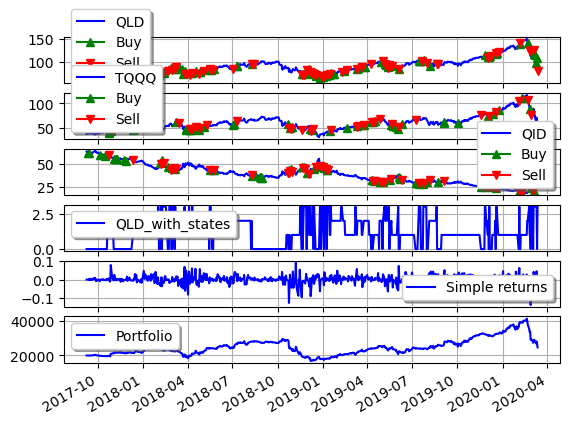 QLD
Buy
Sell
150
100
TQQQ
Buy
Sell
100
50
QID
Buy
Sell
50
25
QLD_with_states
2.5
0.0
Simple returns
0.1
0.0
−0.1
Portfolio
40000
20000
2017-10
2018-01
2018-04
2018-07
2018-10
2019-01
2019-04
2019-07
2019-10
2020-01
2020-04